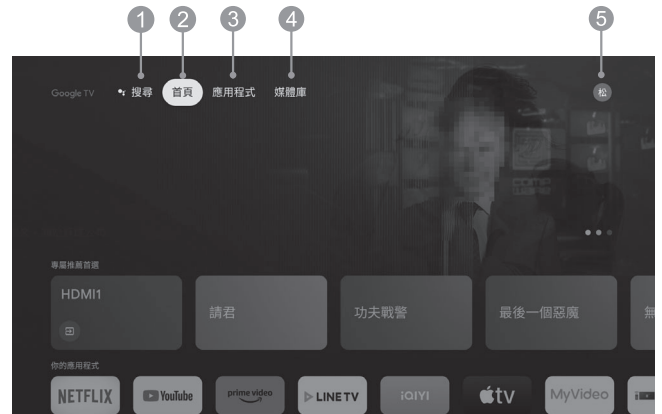 1 2 3 4 5
Google TV 搜尋 首頁 應用程式 媒體庫 松
專屬推薦首選
HDMI1 請君 功夫戰警 最後一個惡魔 無
你的應用程式
NETFLIX YouTube prime video LINE TV iQIYI tv MyVideo